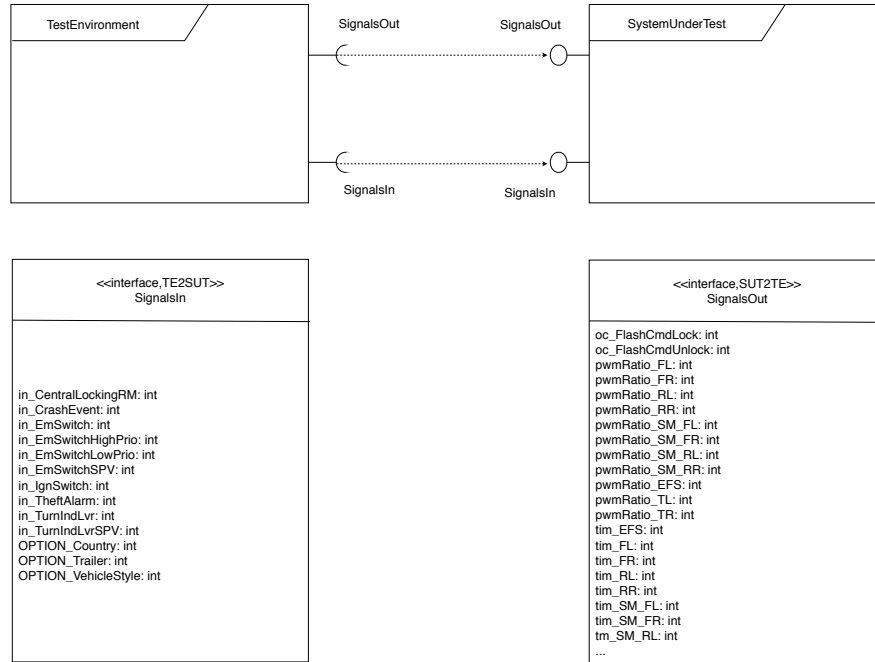 TestEnvironment
SignalsOut
SignalsOut
SystemUnderTest
SignalsIn
SignalsIn
<<interface,TE2SUT>>
SignalsIn
in_CentralLockingRM: int
in_CrashEvent: int
in_EmSwitch: int
in_EmSwitchHighPrio: int
in_EmSwitchLowPrio: int
in_EmSwitchSPV: int
in_IgnSwitch: int
in_TheftAlarm: int
in_TurnIndLvr: int
in_TurnIndLvrSPV: int
OPTION_Country: int
OPTION_Trailer: int
OPTION_VehicleStyle: int
<<interface,SUT2TE>>
SignalsOut
oc_FlashCmdLock: int
oc_FlashCmdUnlock: int
pwmRatio_FL: int
pwmRatio_FR: int
pwmRatio_RL: int
pwmRatio_RR: int
pwmRatio_SM_FL: int
pwmRatio_SM_FR: int
pwmRatio_SM_RL: int
pwmRatio_SM_RR: int
pwmRatio_EFS: int
pwmRatio_TL: int
pwmRatio_TR: int
tim_EFS: int
tim_FL: int
tim_FR: int
tim_RL: int
tim_RR: int
tim_SM_FL: int
tim_SM_FR: int
tm_SM_RL: int
...